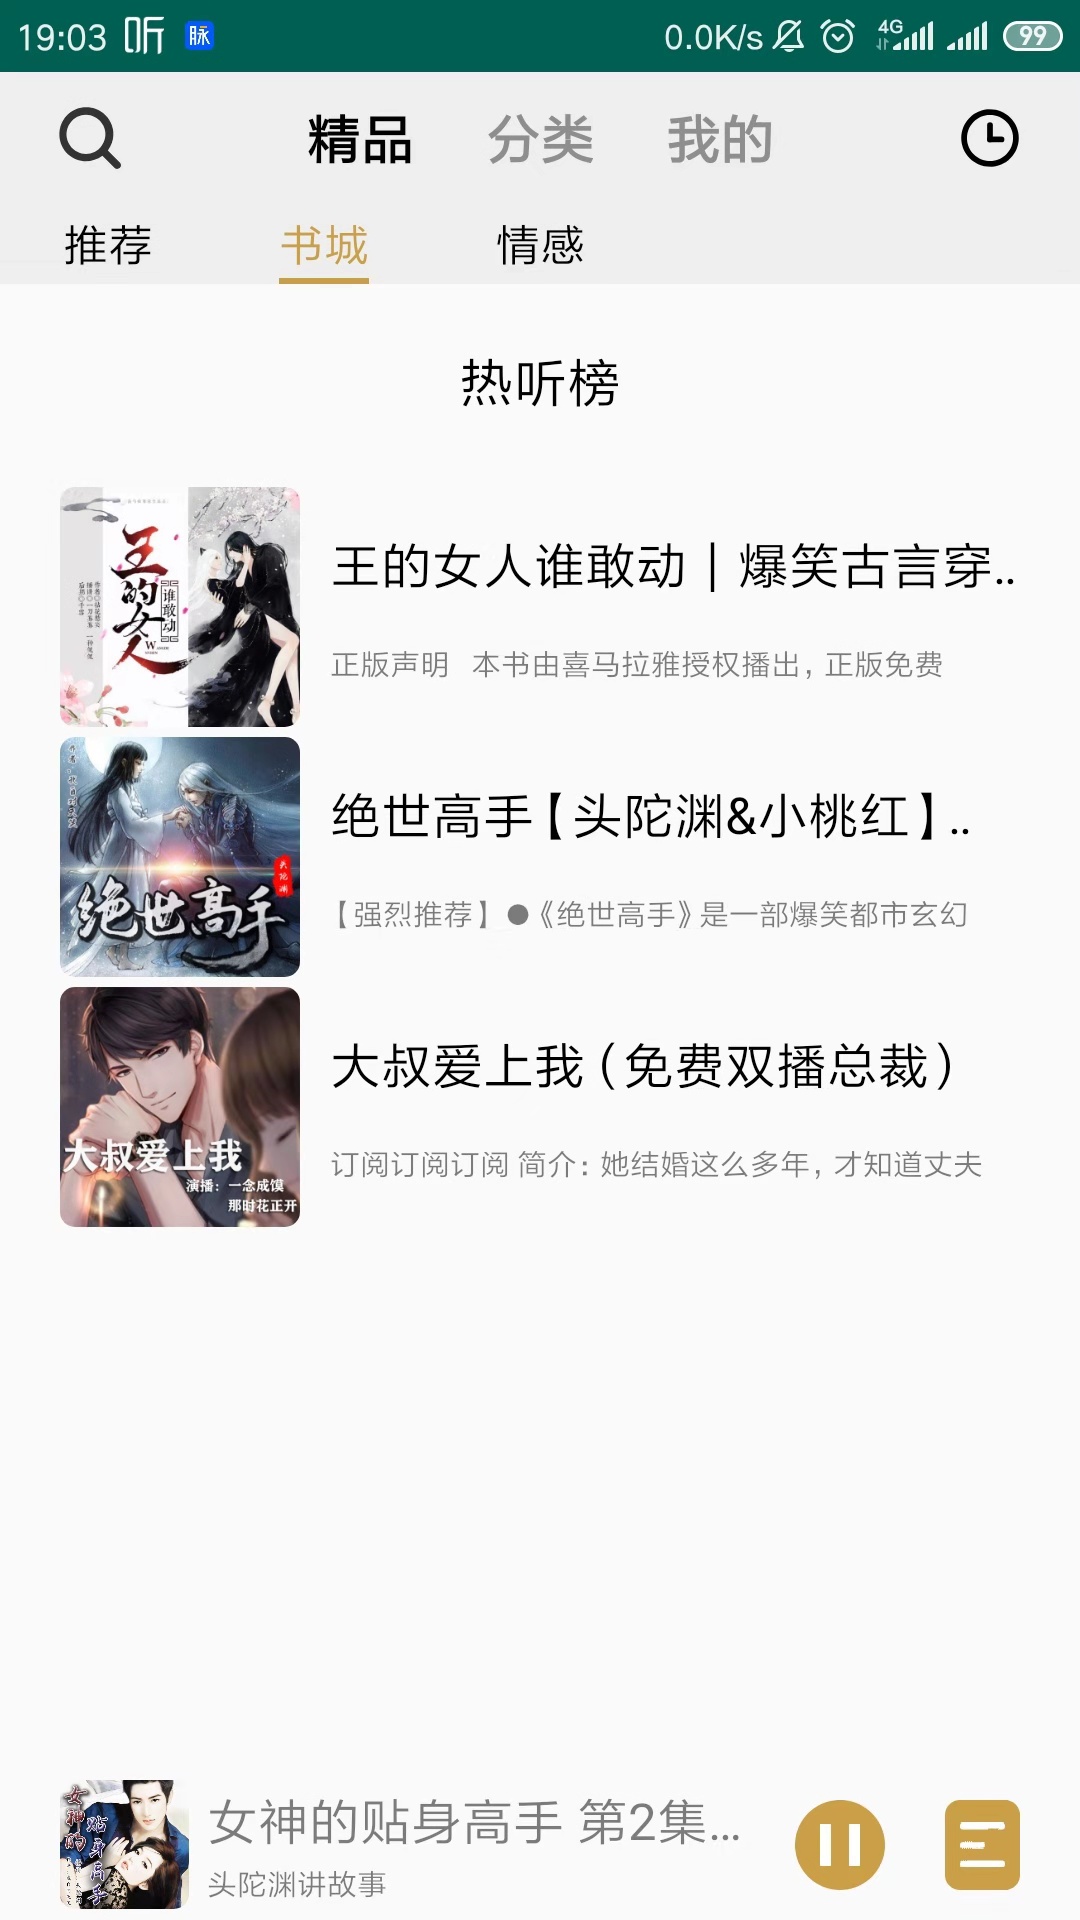 19:03 听 脉 0.0K/s 4G 99
精品 分类 我的
推荐 书城 情感
热听榜
王的女人
谁敢动
王的女人谁敢动 | 爆笑古言穿..
正版声明 本书由喜马拉雅授权播出, 正版免费
头陀渊
绝世高手
绝世高手【头陀渊&小桃红】..
【强烈推荐】●《绝世高手》是一部爆笑都市玄幻
大叔爱上我
演播：一念成馍
那时花正开
大叔爱上我（免费双播总裁）
订阅订阅订阅 简介：她结婚这么多年，才知道丈夫
女神的
贴身高手
女神的贴身高手 第2集...
头陀渊讲故事